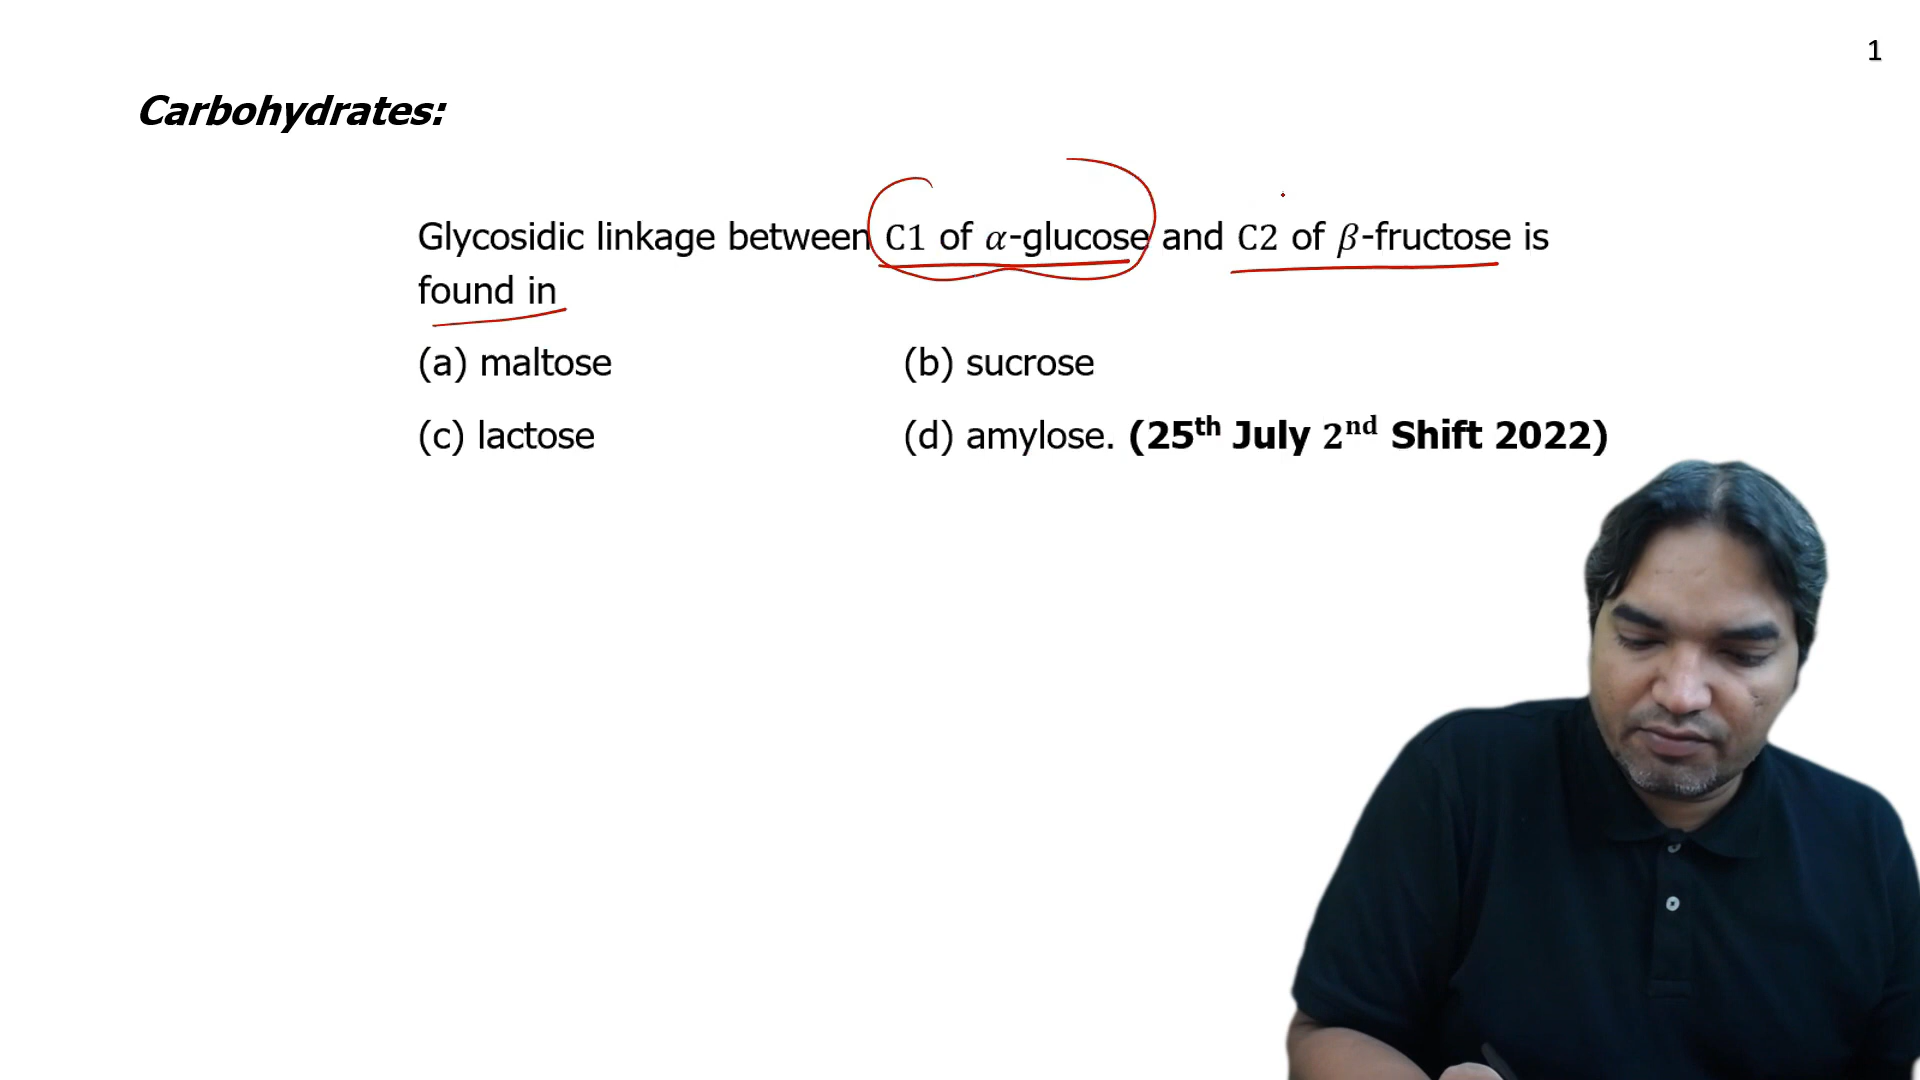 1
Carbohydrates:
Glycosidic linkage between C1 of α-glucose and C2 of β-fructose is
found in
(a) maltose (b) sucrose
(c) lactose (d) amylose. (25th July 2nd Shift 2022)